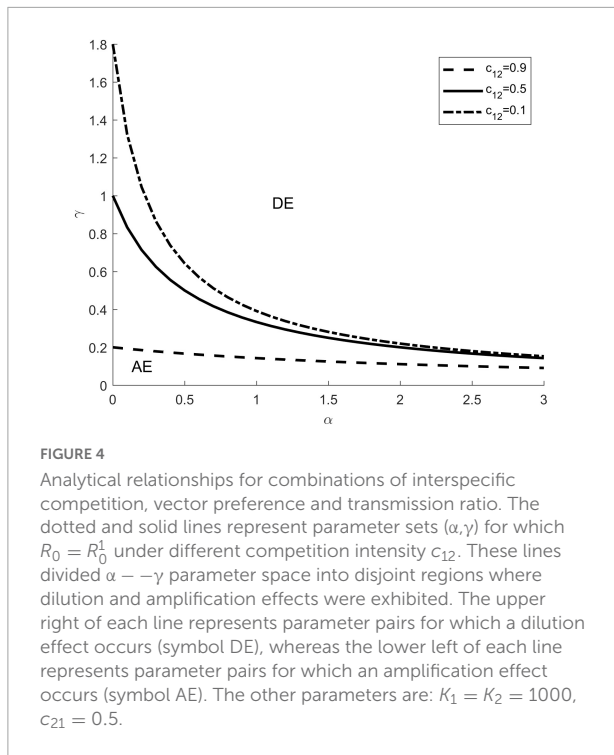 1.8
1.6
1.4
1.2
1
0.8
0.6
0.4
0.2
0
γ
c12=0.9
c12=0.5
c12=0.1
DE
AE
0 0.5 1 1.5 2 2.5 3
α
FIGURE 4
Analytical relationships for combinations of interspecific
competition, vector preference and transmission ratio. The
dotted and solid lines represent parameter sets (α,γ) for which
R₀ = R₀¹ under different competition intensity c₁₂. These lines
divided α − −γ parameter space into disjoint regions where
dilution and amplification effects were exhibited. The upper
right of each line represents parameter pairs for which a dilution
effect occurs (symbol DE), whereas the lower left of each line
represents parameter pairs for which an amplification effect
occurs (symbol AE). The other parameters are: K₁ = K₂ = 1000,
c₂₁ = 0.5.